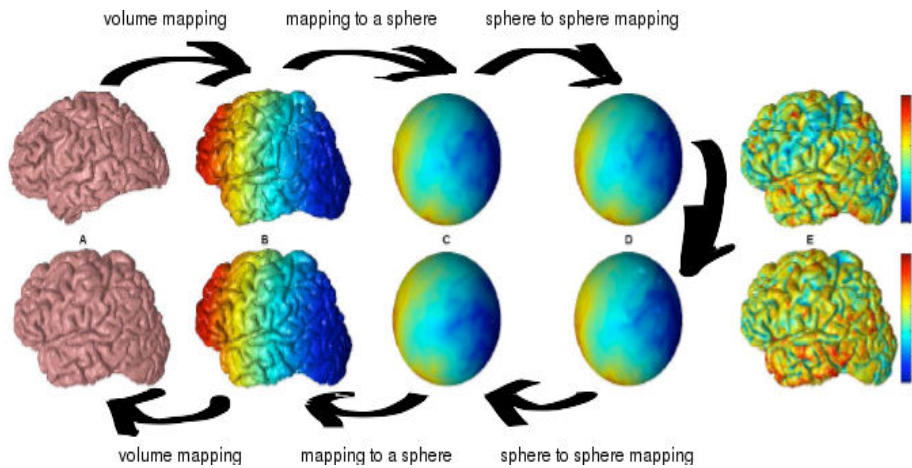 volume mapping
mapping to a sphere
sphere to sphere mapping
A
B
C
D
E
volume mapping
mapping to a sphere
sphere to sphere mapping